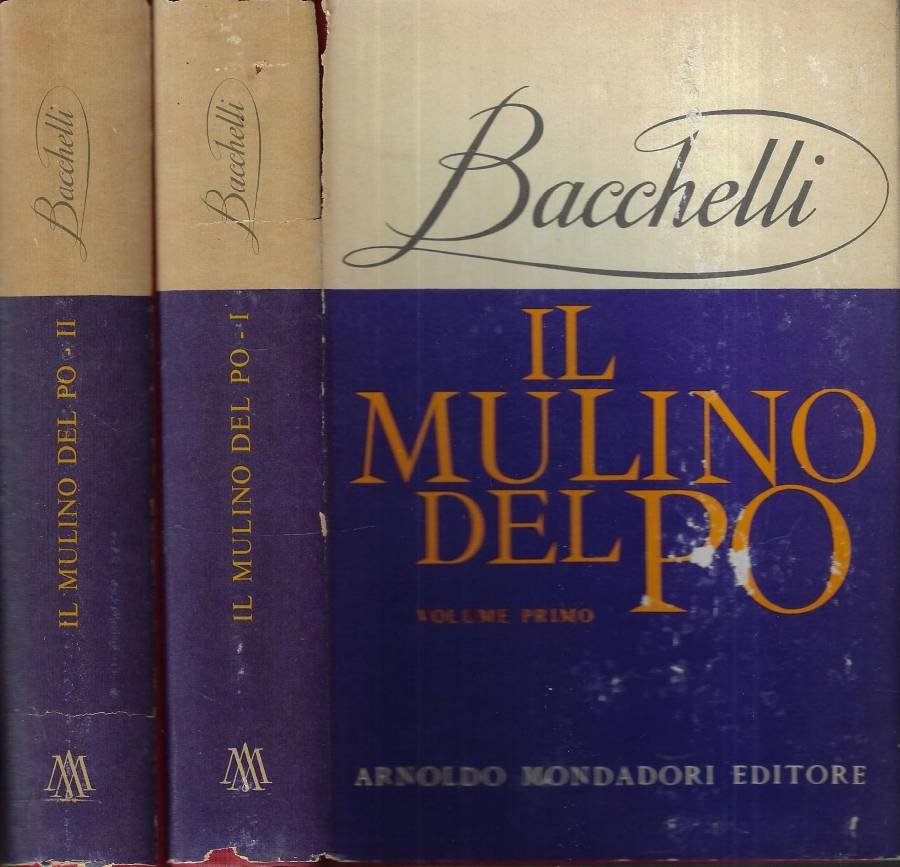 Bacchelli
IL MULINO DEL PO - II
Bacchelli
IL MULINO DEL PO - I
Bacchelli
IL
MULINO
DEL PO
VOLUME PRIMO
ARNOLDO MONDADORI EDITORE